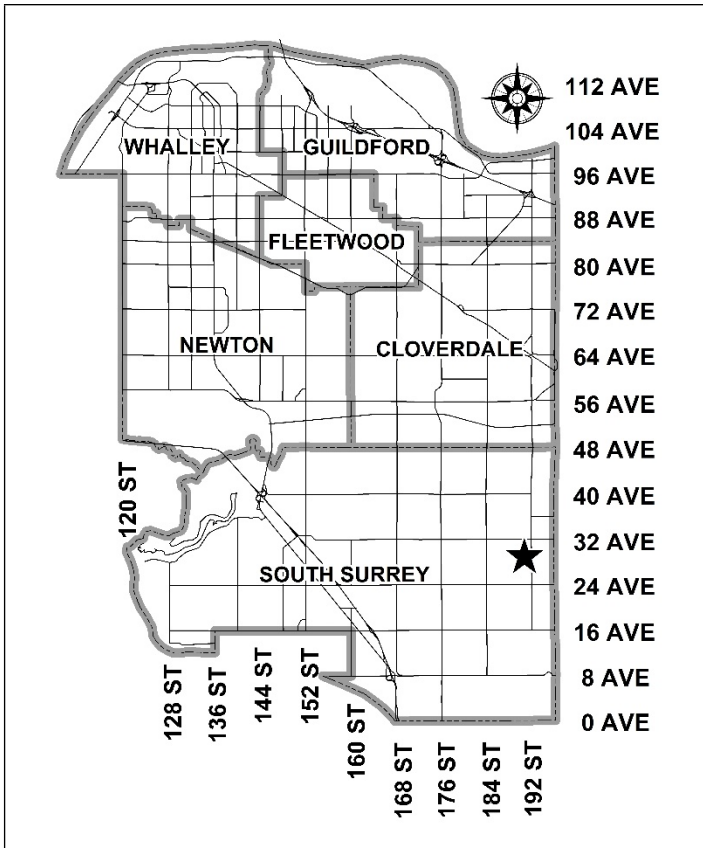 112 AVE
104 AVE
WHALLEY
GUILDFORD
96 AVE
88 AVE
FLEETWOOD
80 AVE
72 AVE
NEWTON
CLOVERDALE
64 AVE
56 AVE
48 AVE
120 ST
40 AVE
32 AVE
SOUTH SURREY
24 AVE
16 AVE
8 AVE
0 AVE
128 ST
136 ST
144 ST
152 ST
160 ST
168 ST
176 ST
184 ST
192 ST